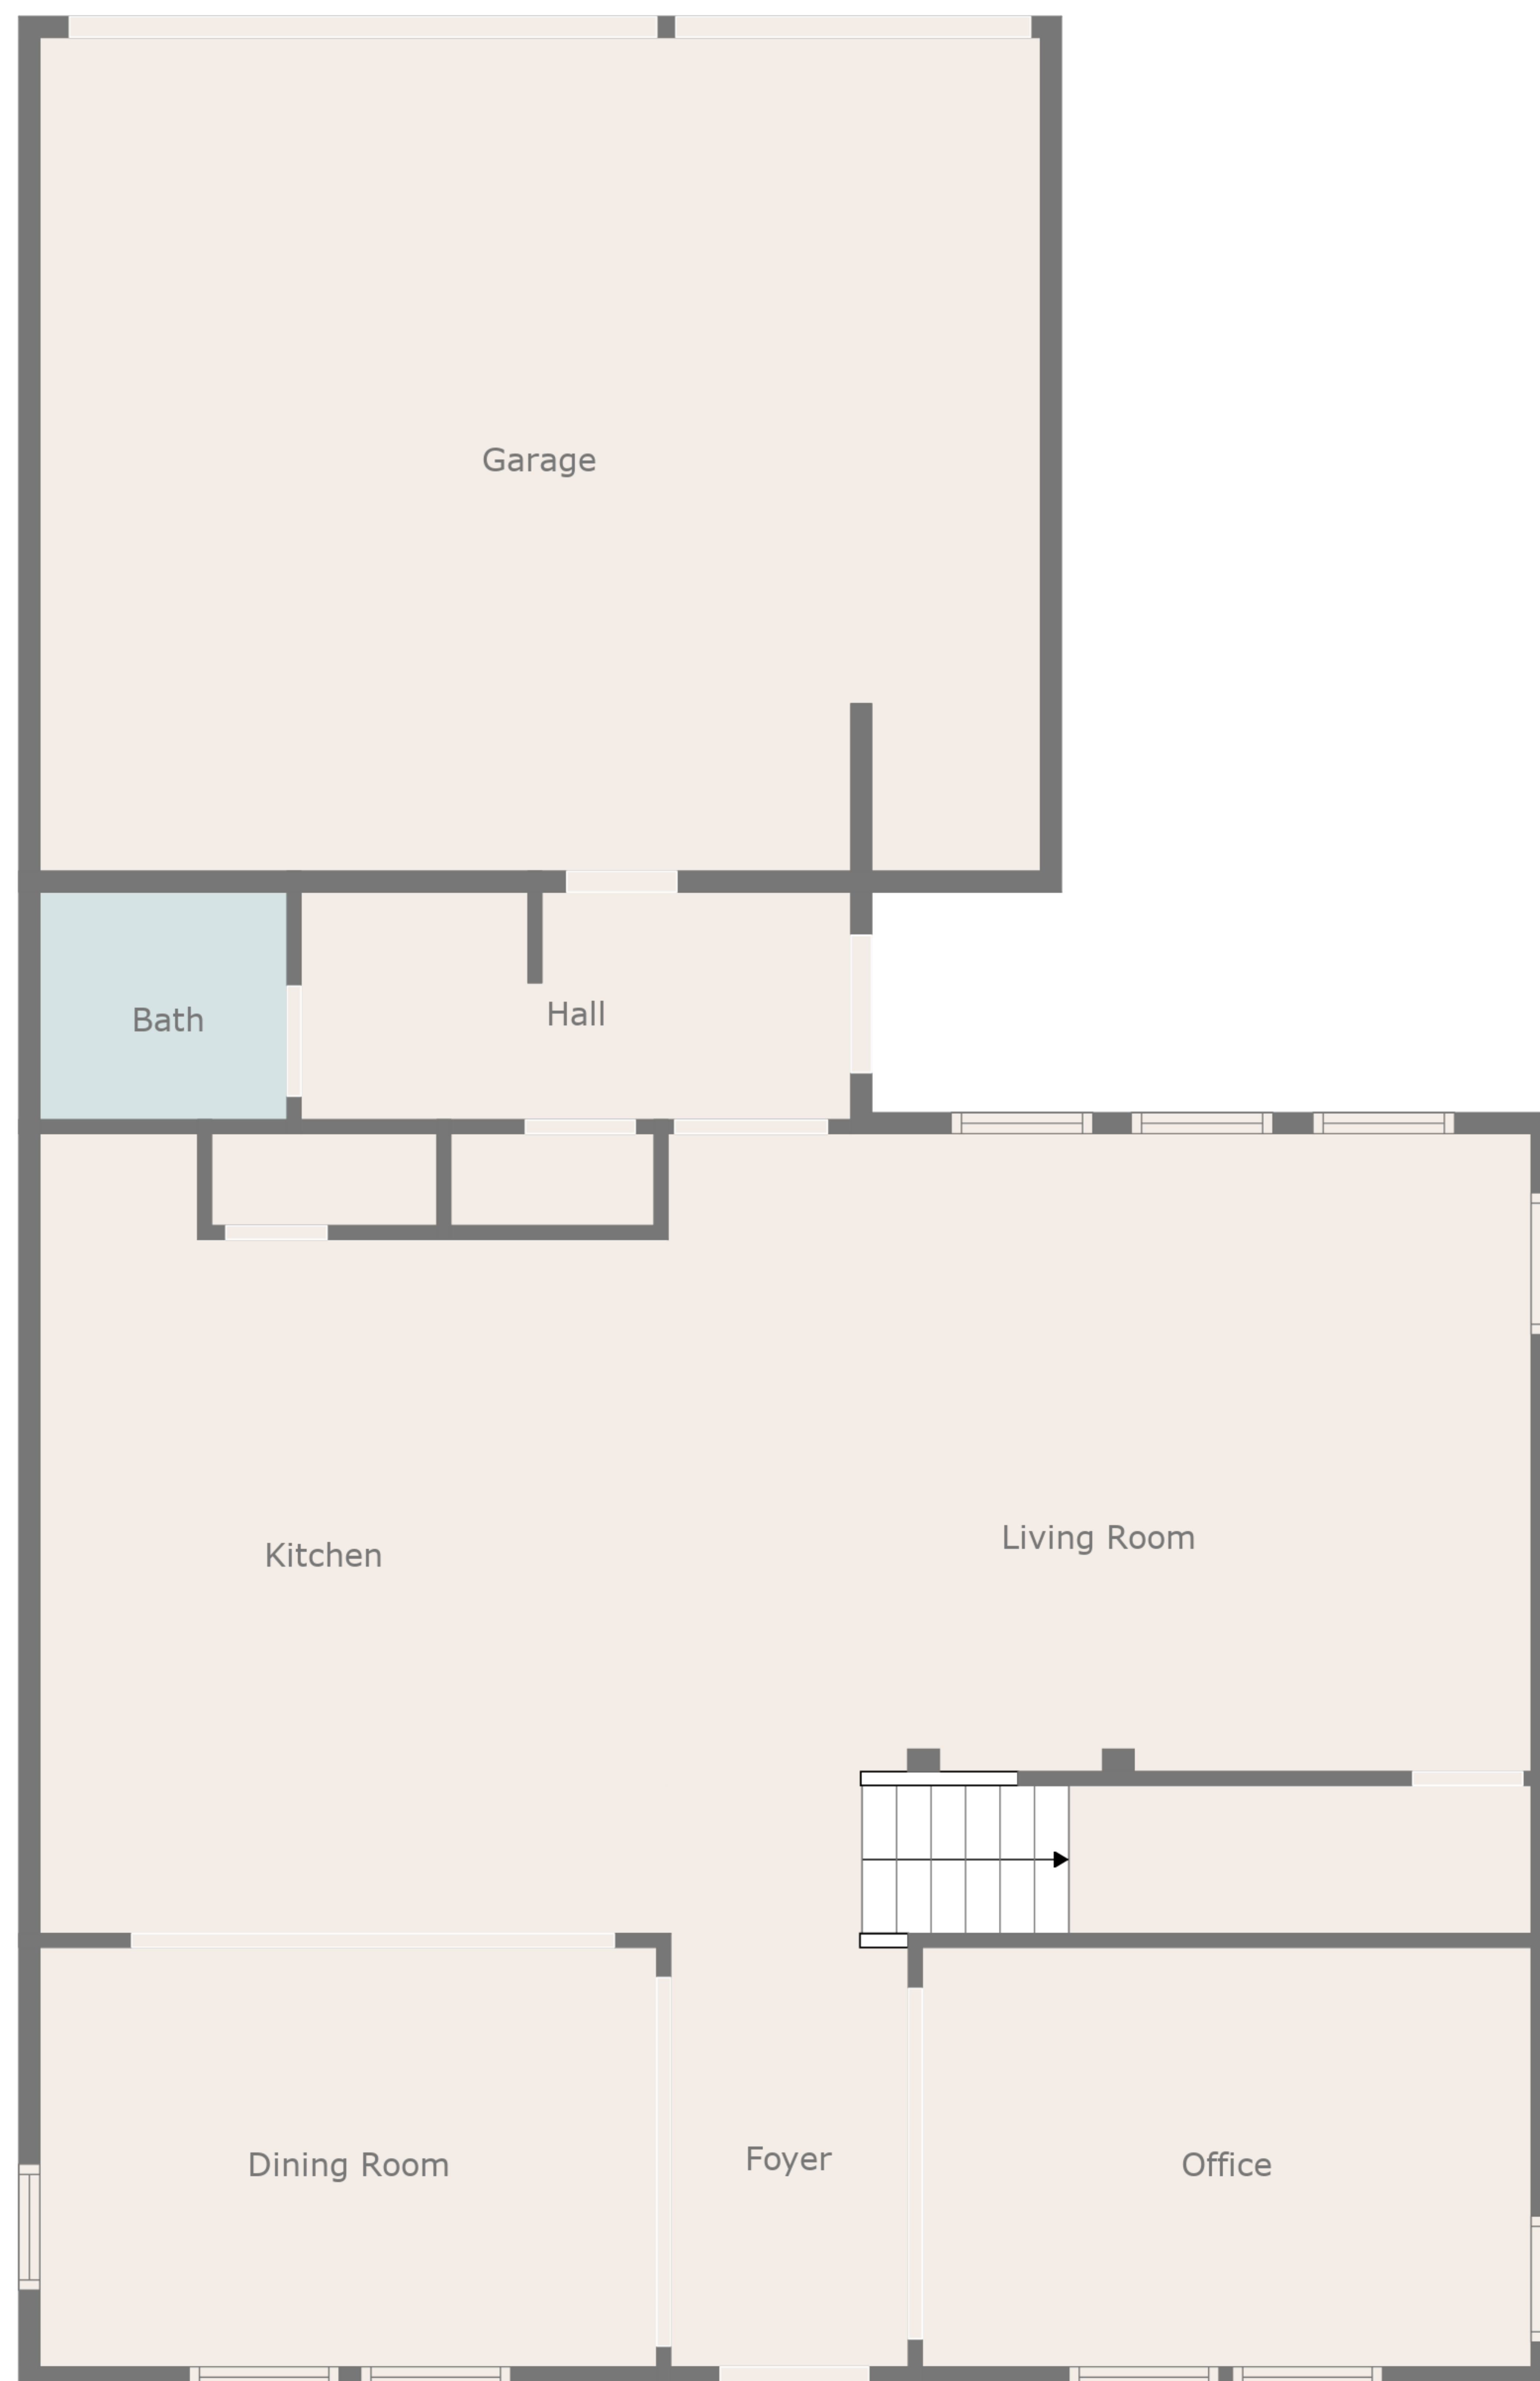 Garage
Bath
Hall
Kitchen
Living Room
Dining Room
Foyer
Office